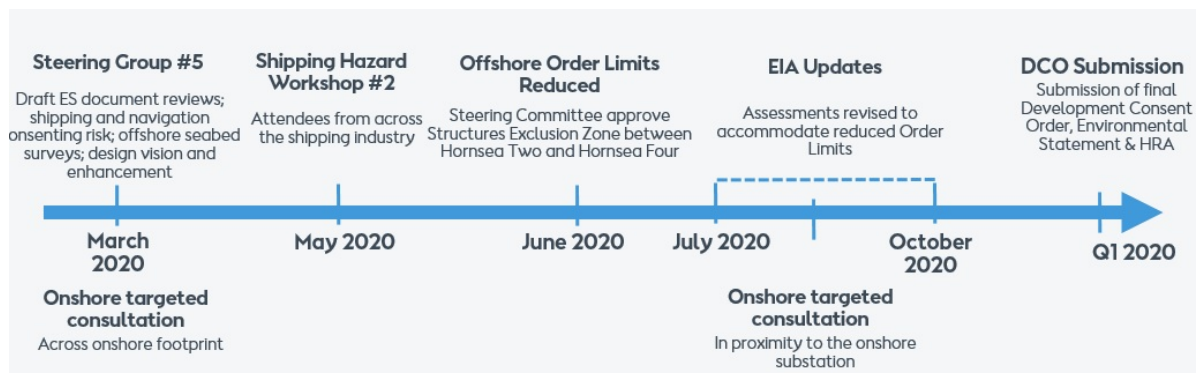 Steering Group #5
Draft ES document reviews;
shipping and navigation
onsenting risk; offshore seabed
surveys; design vision and
enhancement
Shipping Hazard
Workshop #2
Attendees from across
the shipping industry
Offshore Order Limits
Reduced
Steering Committee approve
Structures Exclusion Zone between
Hornsea Two and Hornsea Four
EIA Updates
Assessments revised to
accommodate reduced Order
Limits
DCO Submission
Submission of final
Development Consent
Order, Environmental
Statement & HRA
March
2020
May 2020
June 2020
July 2020
October
2020
Q1 2020
Onshore targeted
consultation
Across onshore footprint
Onshore targeted
consultation
In proximity to the onshore
substation